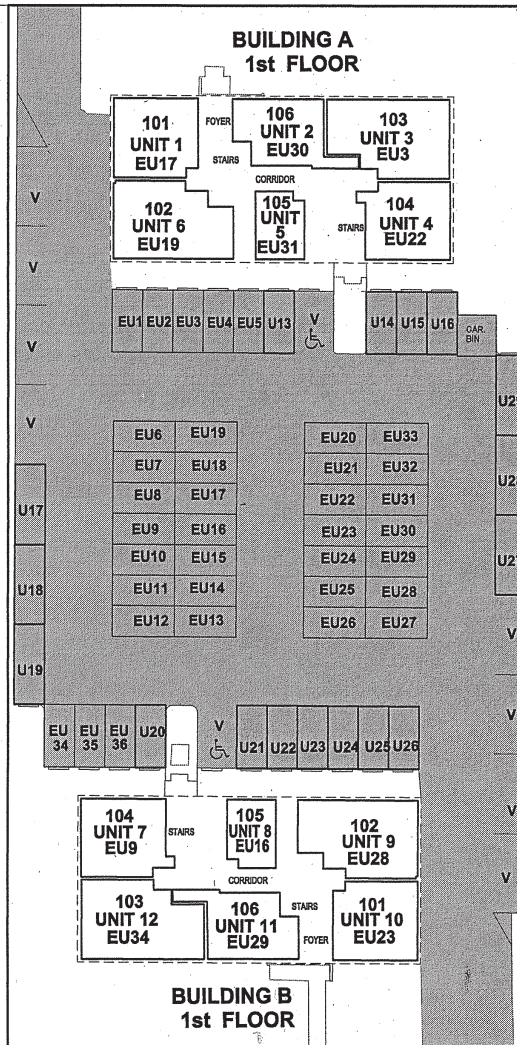 BUILDING A
1st FLOOR
101
UNIT 1
EU17
FOYER
106
UNIT 2
EU30
103
UNIT 3
EU3
STAIRS
CORRIDOR
102
UNIT 6
EU19
105
UNIT
5
EU31
STAIRS
104
UNIT 4
EU22
V
V
V
V
EU1 EU2 EU3 EU4 EU5 U13
V
U14 U15 U16
GAR.
BIN
EU6 EU19
EU7 EU18
EU8 EU17
EU9 EU16
EU10 EU15
EU11 EU14
EU12 EU13
EU20 EU33
EU21 EU32
EU22 EU31
EU23 EU30
EU24 EU29
EU25 EU28
EU26 EU27
U17
U18
U19
U28
U27
V
V
V
V
EU
34
EU
35
EU
36
U20
V
U21 U22 U23 U24 U25 U26
104
UNIT 7
EU9
STAIRS
105
UNIT 8
EU16
102
UNIT 9
EU28
CORRIDOR
103
UNIT 12
EU34
106
UNIT 11
EU29
STAIRS
FOYER
101
UNIT 10
EU23
BUILDING B
1st FLOOR